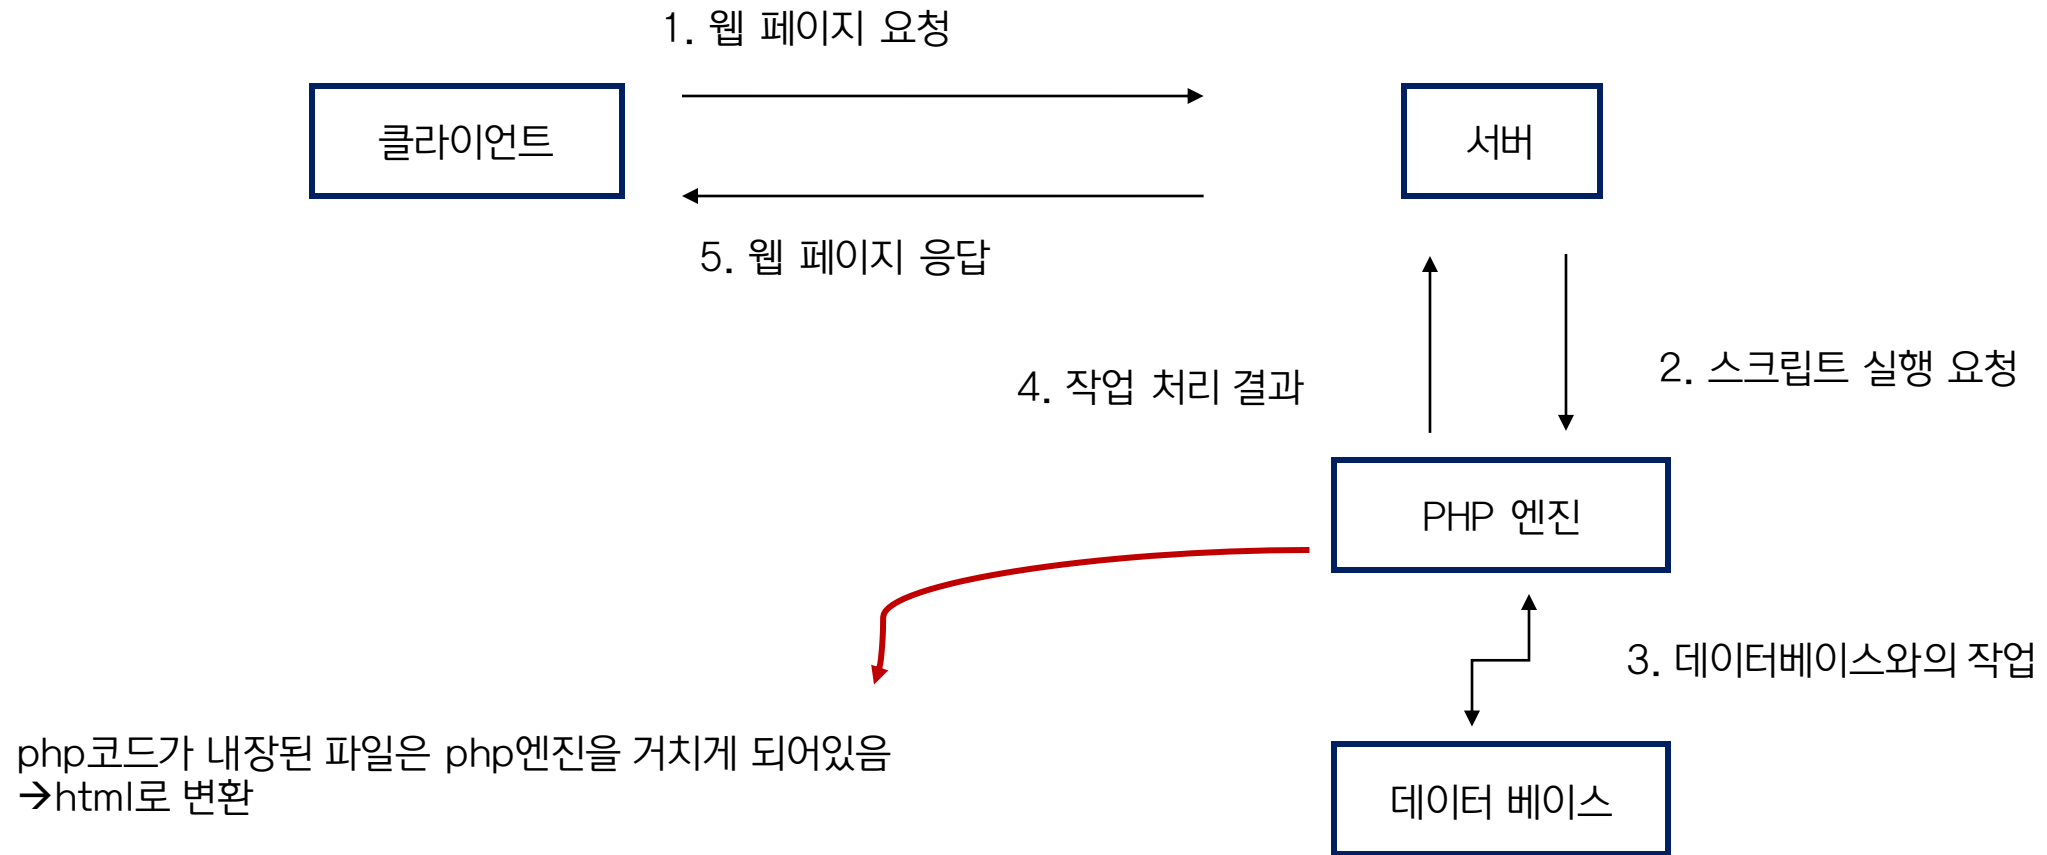 1. 웹 페이지 요청
클라이언트
서버
5. 웹 페이지 응답
4. 작업 처리 결과
2. 스크립트 실행 요청
PHP 엔진
3. 데이터베이스와의 작업
php코드가 내장된 파일은 php엔진을 거치게 되어있음
→html로 변환
데이터 베이스